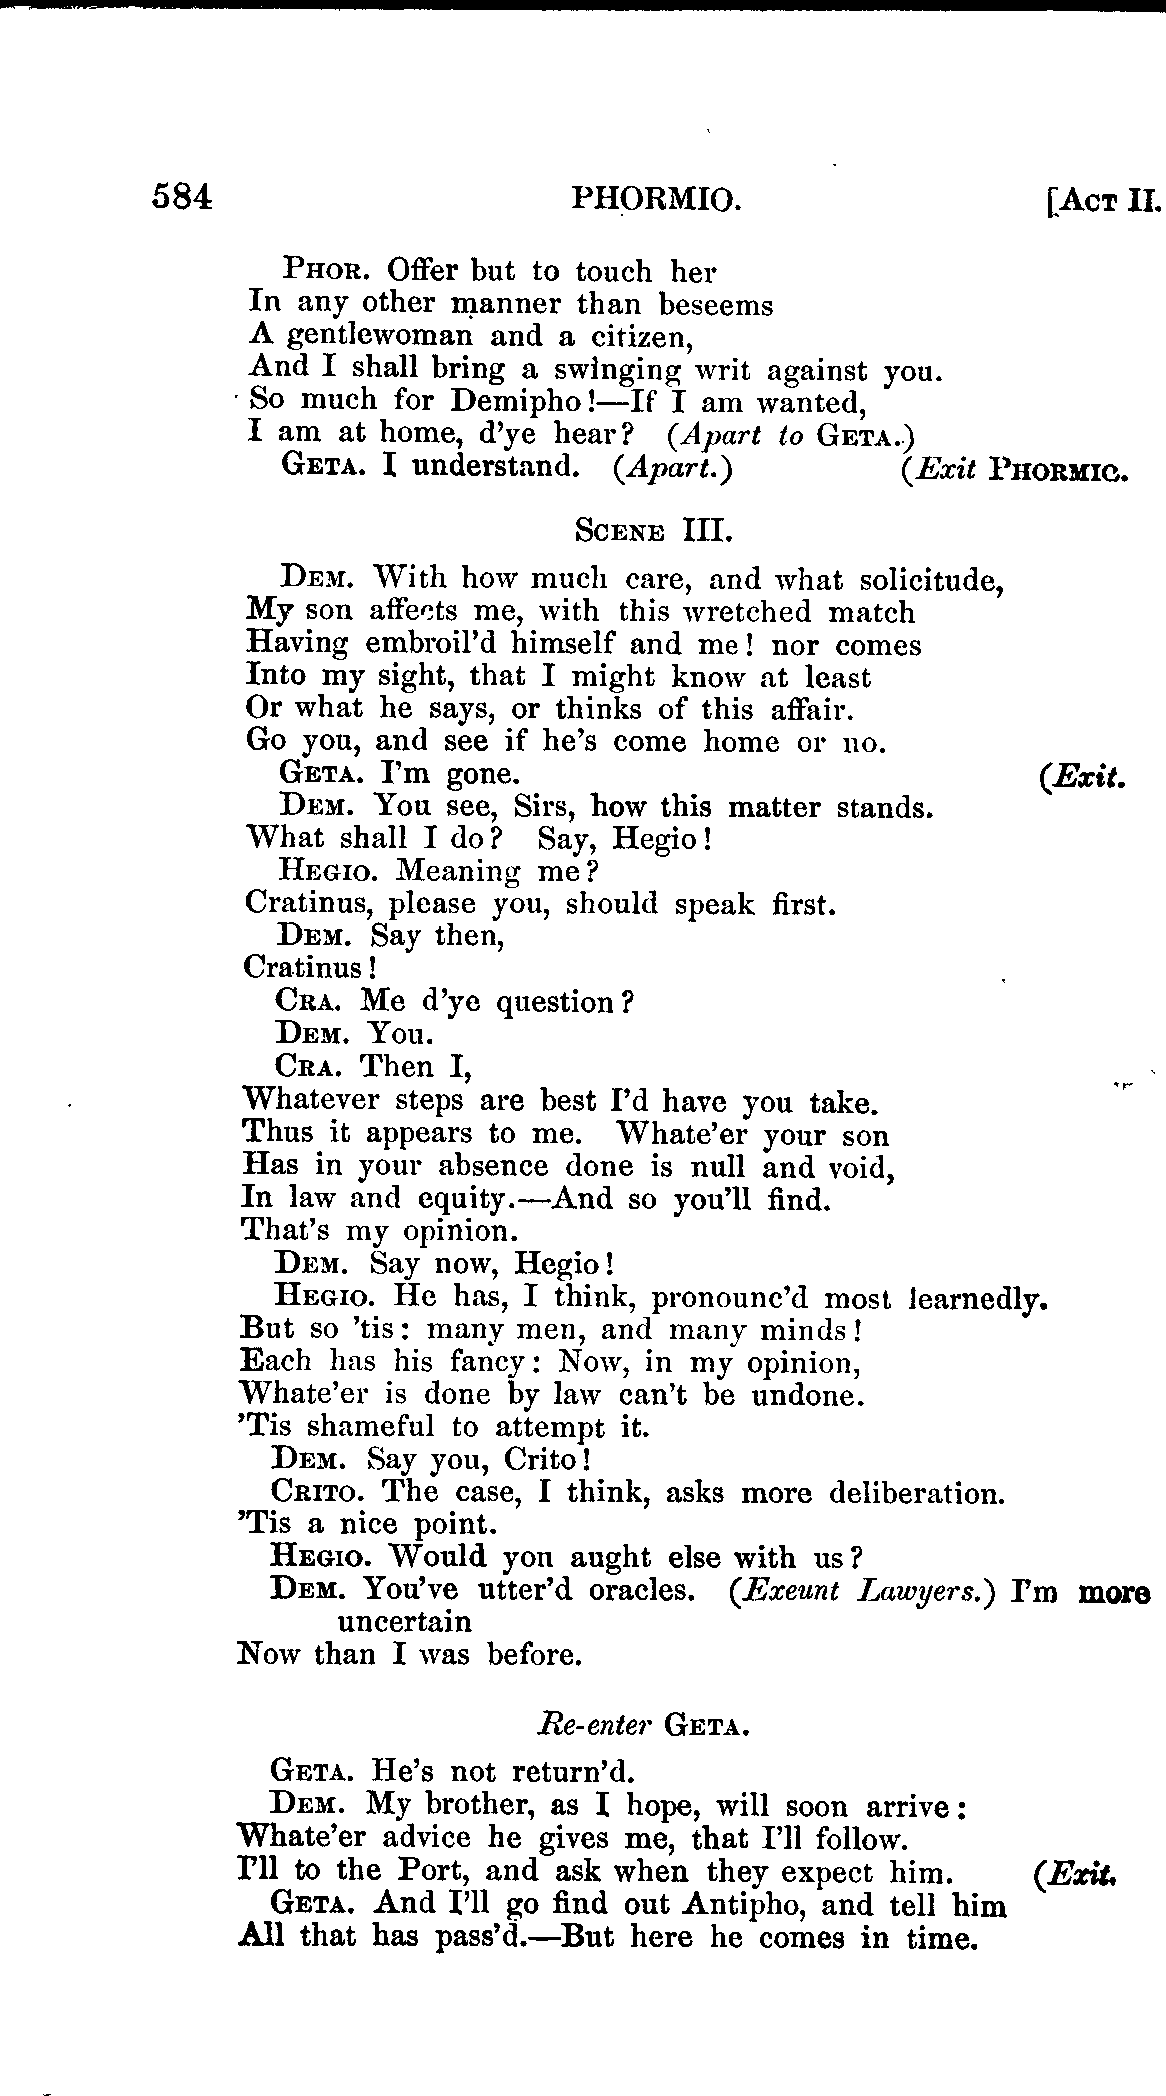 584 PHORMIO. [ACT II.
PHOR. Offer but to touch her
In any other manner than beseems
A gentlewoman and a citizen,
And I shall bring a swinging writ against you.
So much for Demipho!—If I am wanted,
I am at home, d'ye hear? (Apart to GETA.)
GETA. I understand. (Apart.) (Exit PHORMIO.
SCENE III.
DEM. With how much care, and what solicitude,
My son affects me, with this wretched match
Having embroil'd himself and me! nor comes
Into my sight, that I might know at least
Or what he says, or thinks of this affair.
Go you, and see if he's come home or no.
GETA. I'm gone. (Exit.
DEM. You see, Sirs, how this matter stands.
What shall I do? Say, Hegio!
HEGIO. Meaning me?
Cratinus, please you, should speak first.
DEM. Say then,
Cratinus!
CRA. Me d'ye question?
DEM. You.
CRA. Then I,
Whatever steps are best I'd have you take.
Thus it appears to me. Whate'er your son
Has in your absence done is null and void,
In law and equity.—And so you'll find.
That's my opinion.
DEM. Say now, Hegio!
HEGIO. He has, I think, pronounc'd most learnedly.
But so 'tis: many men, and many minds!
Each has his fancy: Now, in my opinion,
Whate'er is done by law can't be undone.
'Tis shameful to attempt it.
DEM. Say you, Crito!
CRITO. The case, I think, asks more deliberation.
'Tis a nice point.
HEGIO. Would you aught else with us?
DEM. You've utter'd oracles. (Exeunt Lawyers.) I'm more
uncertain
Now than I was before.
Re-enter GETA.
GETA. He's not return'd.
DEM. My brother, as I hope, will soon arrive:
Whate'er advice he gives me, that I'll follow.
I'll to the Port, and ask when they expect him. (Exit.
GETA. And I'll go find out Antipho, and tell him
All that has pass'd.—But here he comes in time.